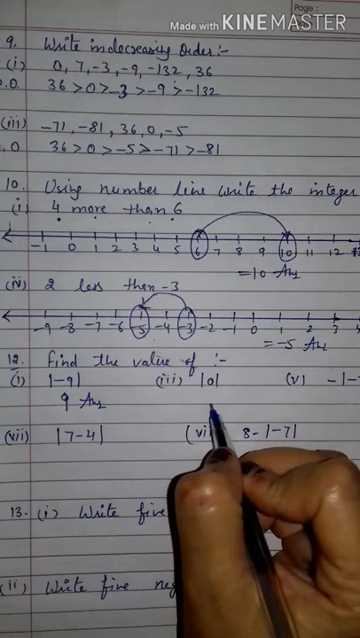 Page :
Made with KINEMASTER
9. Write in decreasing Order:-
(i) 0, 7, -3, -9, -132, 36
.O. 36 > 0 > -3 > -9 > -132
(iii) -71, -81, 36, 0, -5
.O 36 > 0 > -5 > -71 > -81
10. Using number line write the integer
(i) 4 more than 6
-1 0 1 2 3 4 5 6 7 8 9 10 11 12
= 10 Ans
(iv) 2 less than -3
-9 -8 -7 -6 -5 -4 -3 -2 -1 0 1 2 3 4
= -5 Ans
12. Find the value of :-
(i) |-9| (iii) |0| (v) -|-
9 Ans
(vii) |7-4| (vi 8-|-7|
13. (i) Write five
(ii) Write five neg